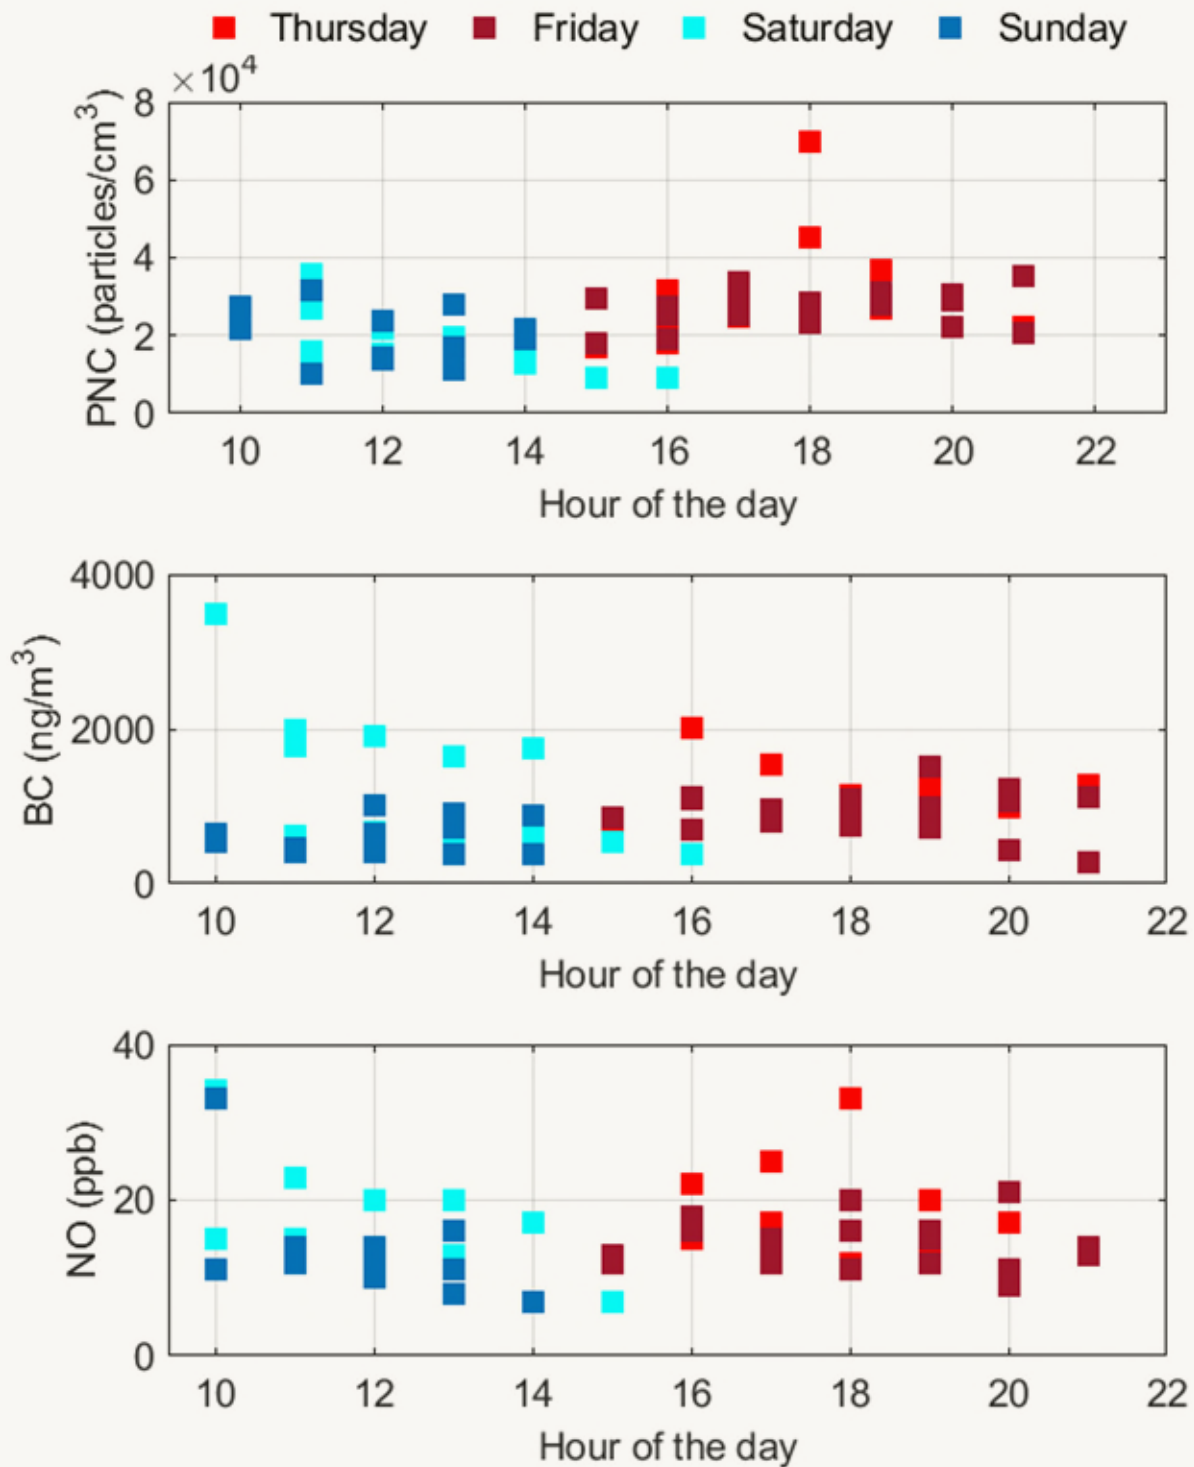 Thursday Friday Saturday Sunday
×10⁴
8
6
4
2
0
PNC (particles/cm³)
10 12 14 16 18 20 22
Hour of the day
4000
2000
0
BC (ng/m³)
10 12 14 16 18 20 22
Hour of the day
40
20
0
NO (ppb)
10 12 14 16 18 20 22
Hour of the day